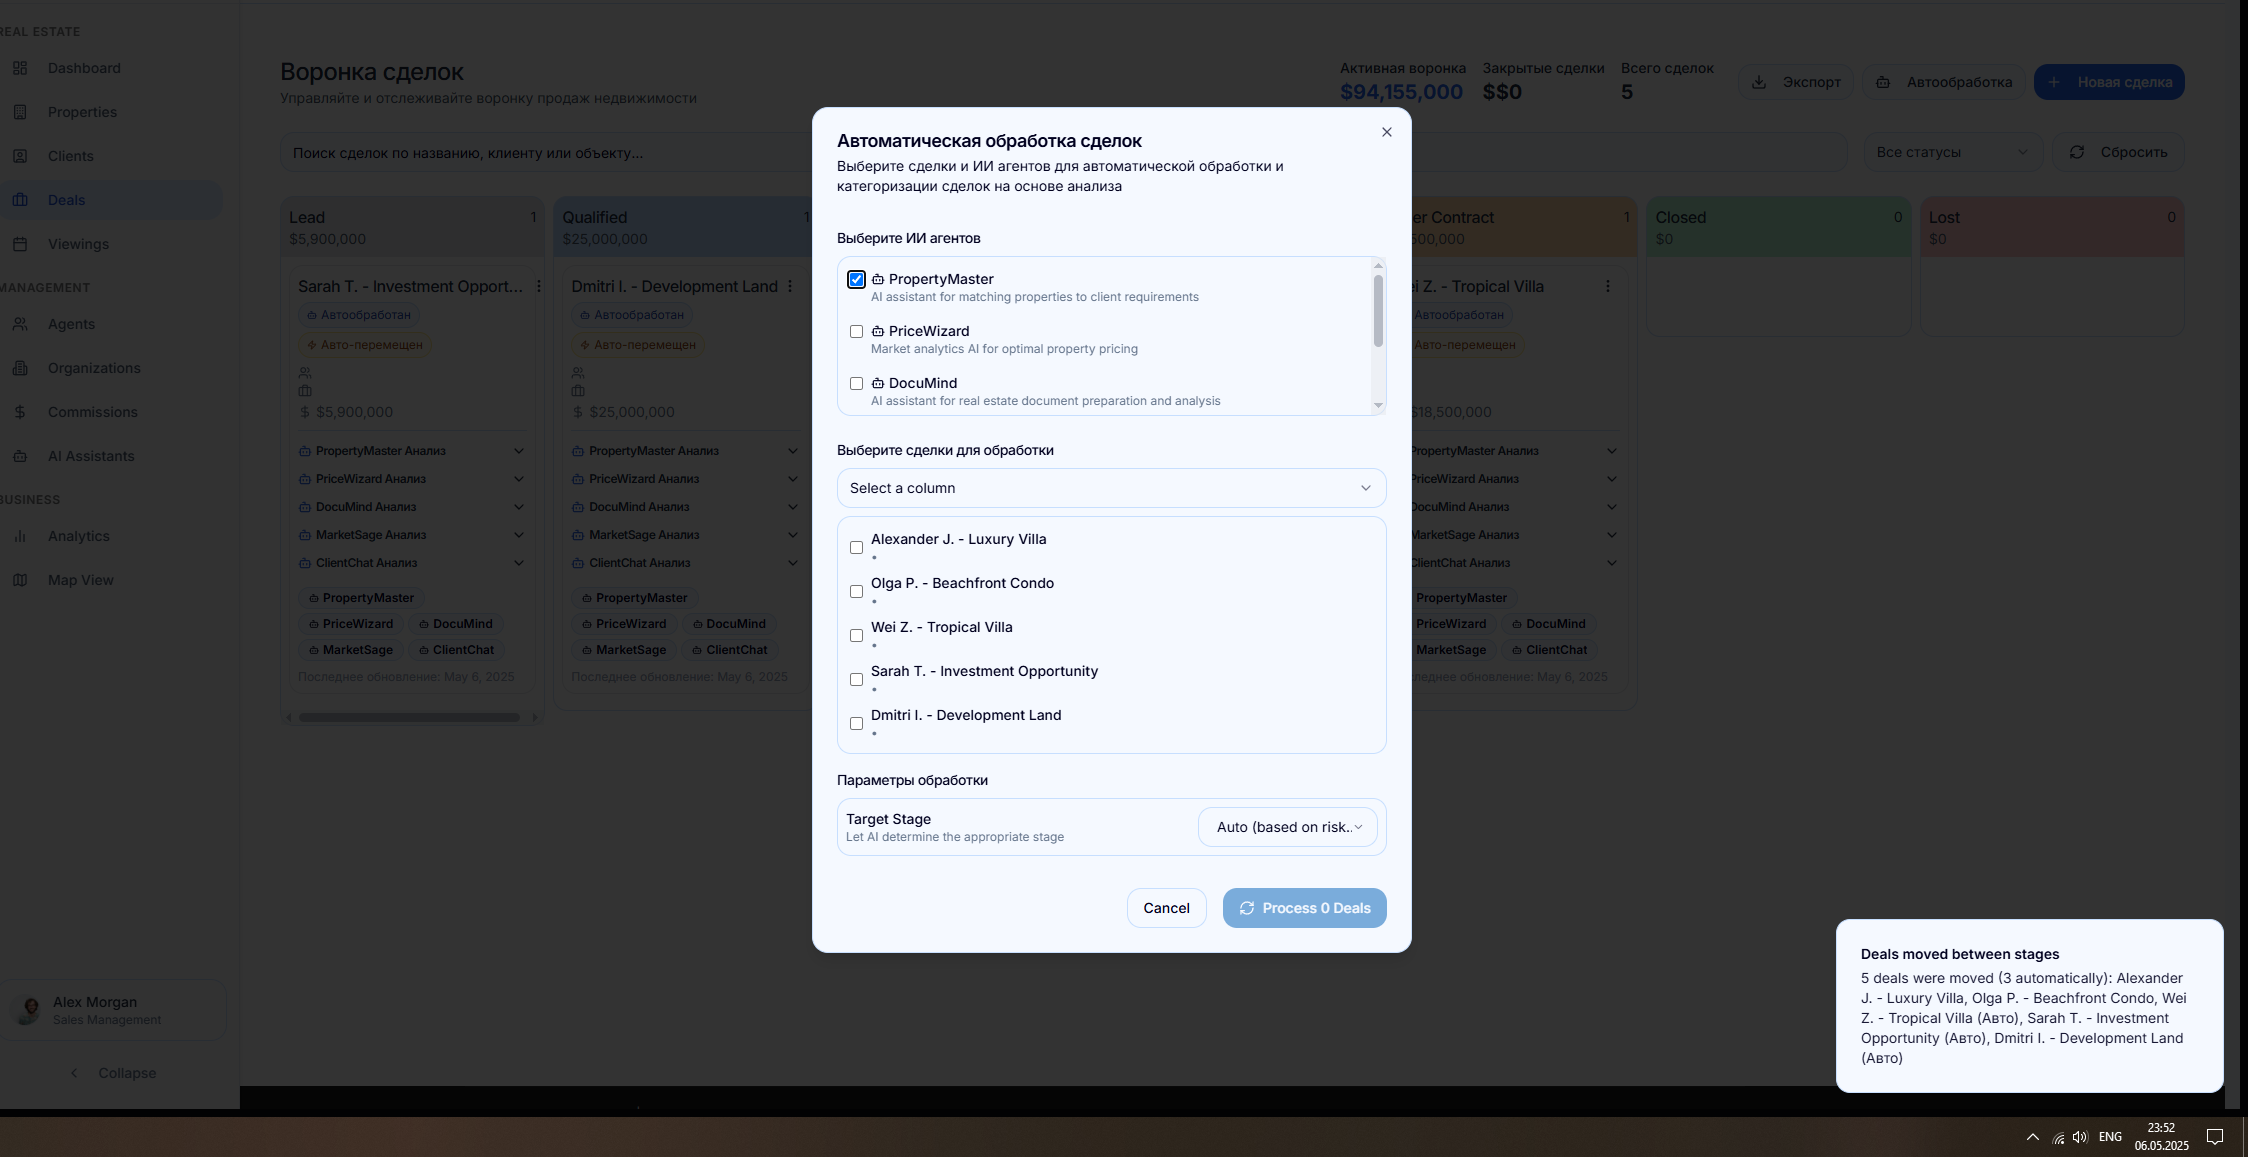 REAL ESTATE
Dashboard
Properties
Clients
Deals
Viewings
MANAGEMENT
Agents
Organizations
Commissions
AI Assistants
BUSINESS
Analytics
Map View
Alex Morgan
Sales Management
Collapse
Воронка сделок
Управляйте и отслеживайте воронку продаж недвижимости
Активная воронка
$94,155,000
Закрытые сделки
$$0
Всего сделок
5
Экспорт
Автообработка
Новая сделка
Поиск сделок по названию, клиенту или объекту...
Все статусы
Сбросить
Lead 1
$5,900,000
Sarah T. - Investment Opport...
Автообработан
Авто-перемещен
$ $5,900,000
PropertyMaster Анализ
PriceWizard Анализ
DocuMind Анализ
MarketSage Анализ
ClientChat Анализ
PropertyMaster
PriceWizard DocuMind
MarketSage ClientChat
Последнее обновление: May 6, 2025
Qualified 1
$25,000,000
Dmitri I. - Development Land
Автообработан
Авто-перемещен
$ $25,000,000
PropertyMaster Анализ
PriceWizard Анализ
DocuMind Анализ
MarketSage Анализ
ClientChat Анализ
PropertyMaster
PriceWizard DocuMind
MarketSage ClientChat
Последнее обновление: May 6, 2025
Автоматическая обработка сделок
Выберите сделки и ИИ агентов для автоматической обработки и
категоризации сделок на основе анализа
Выберите ИИ агентов
PropertyMaster
AI assistant for matching properties to client requirements
PriceWizard
Market analytics AI for optimal property pricing
DocuMind
AI assistant for real estate document preparation and analysis
Выберите сделки для обработки
Select a column
Alexander J. - Luxury Villa
•
Olga P. - Beachfront Condo
•
Wei Z. - Tropical Villa
•
Sarah T. - Investment Opportunity
•
Dmitri I. - Development Land
•
Параметры обработки
Target Stage
Let AI determine the appropriate stage
Auto (based on risk..
Cancel
Process 0 Deals
er Contract 1
500,000
ei Z. - Tropical Villa
Автообработан
Авто-перемещен
$18,500,000
PropertyMaster Анализ
PriceWizard Анализ
DocuMind Анализ
MarketSage Анализ
ClientChat Анализ
PropertyMaster
PriceWizard DocuMind
MarketSage ClientChat
леднее обновление: May 6, 2025
Closed 0
$0
Lost 0
$0
Deals moved between stages
5 deals were moved (3 automatically): Alexander
J. - Luxury Villa, Olga P. - Beachfront Condo, Wei
Z. - Tropical Villa (Авто), Sarah T. - Investment
Opportunity (Авто), Dmitri I. - Development Land
(Авто)
ENG
23:52
06.05.2025